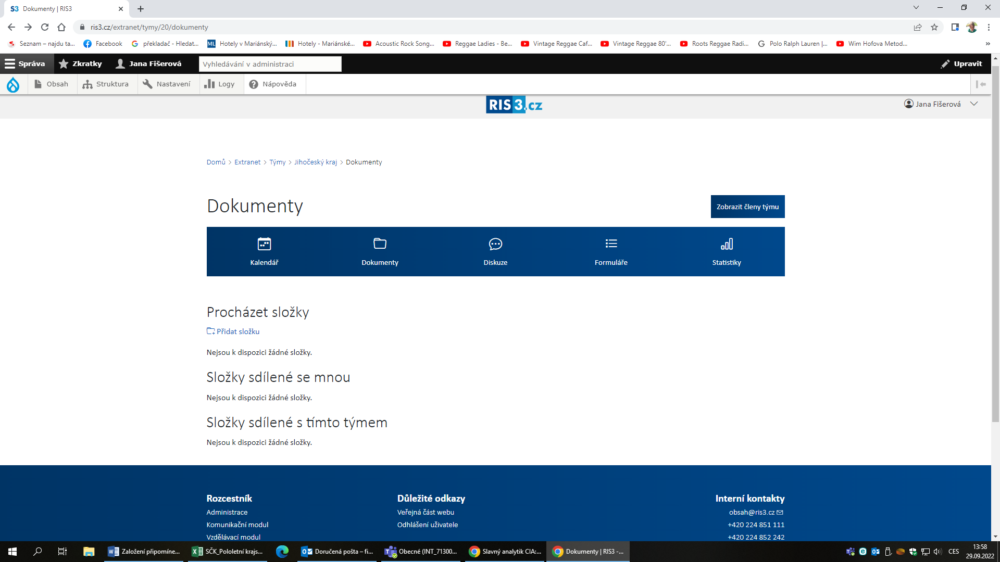 S3 Dokumenty | RIS3
ris3.cz/extranet/tymy/20/dokumenty
Seznam – najdu ta... Facebook překladač - Hledat... Hotely v Mariánský... Hotely - Mariánské... Acoustic Rock Song... Reggae Ladies - Be... Vintage Reggae Caf... Vintage Reggae 80'... Roots Reggae Radi... Polo Ralph Lauren |... Wim Hofova Metod... »
Správa Zkratky Jana Fišerová Vyhledávání v administraci Upravit
Obsah Struktura Nastavení Logy Nápověda
RIS3.cz Jana Fišerová
Domů > Extranet > Týmy > Jihočeský kraj > Dokumenty
Dokumenty Zobrazit členy týmu
Kalendář Dokumenty Diskuze Formuláře Statistiky
Procházet složky
Přidat složku
Nejsou k dispozici žádné složky.
Složky sdílené se mnou
Nejsou k dispozici žádné složky.
Složky sdílené s tímto týmem
Nejsou k dispozici žádné složky.
Rozcestník Důležité odkazy Interní kontakty
Administrace Veřejná část webu obsah@ris3.cz
Komunikační modul Odhlášení uživatele +420 224 851 111
Vzdělávací modul +420 224 852 242
Založení připomíne... SČK_Pololetní krajs... Doručená pošta – fi... Obecné (INT_71300... Slavný analytik CIA:... Dokumenty | RIS3 -... CES 13:58
29.09.2022